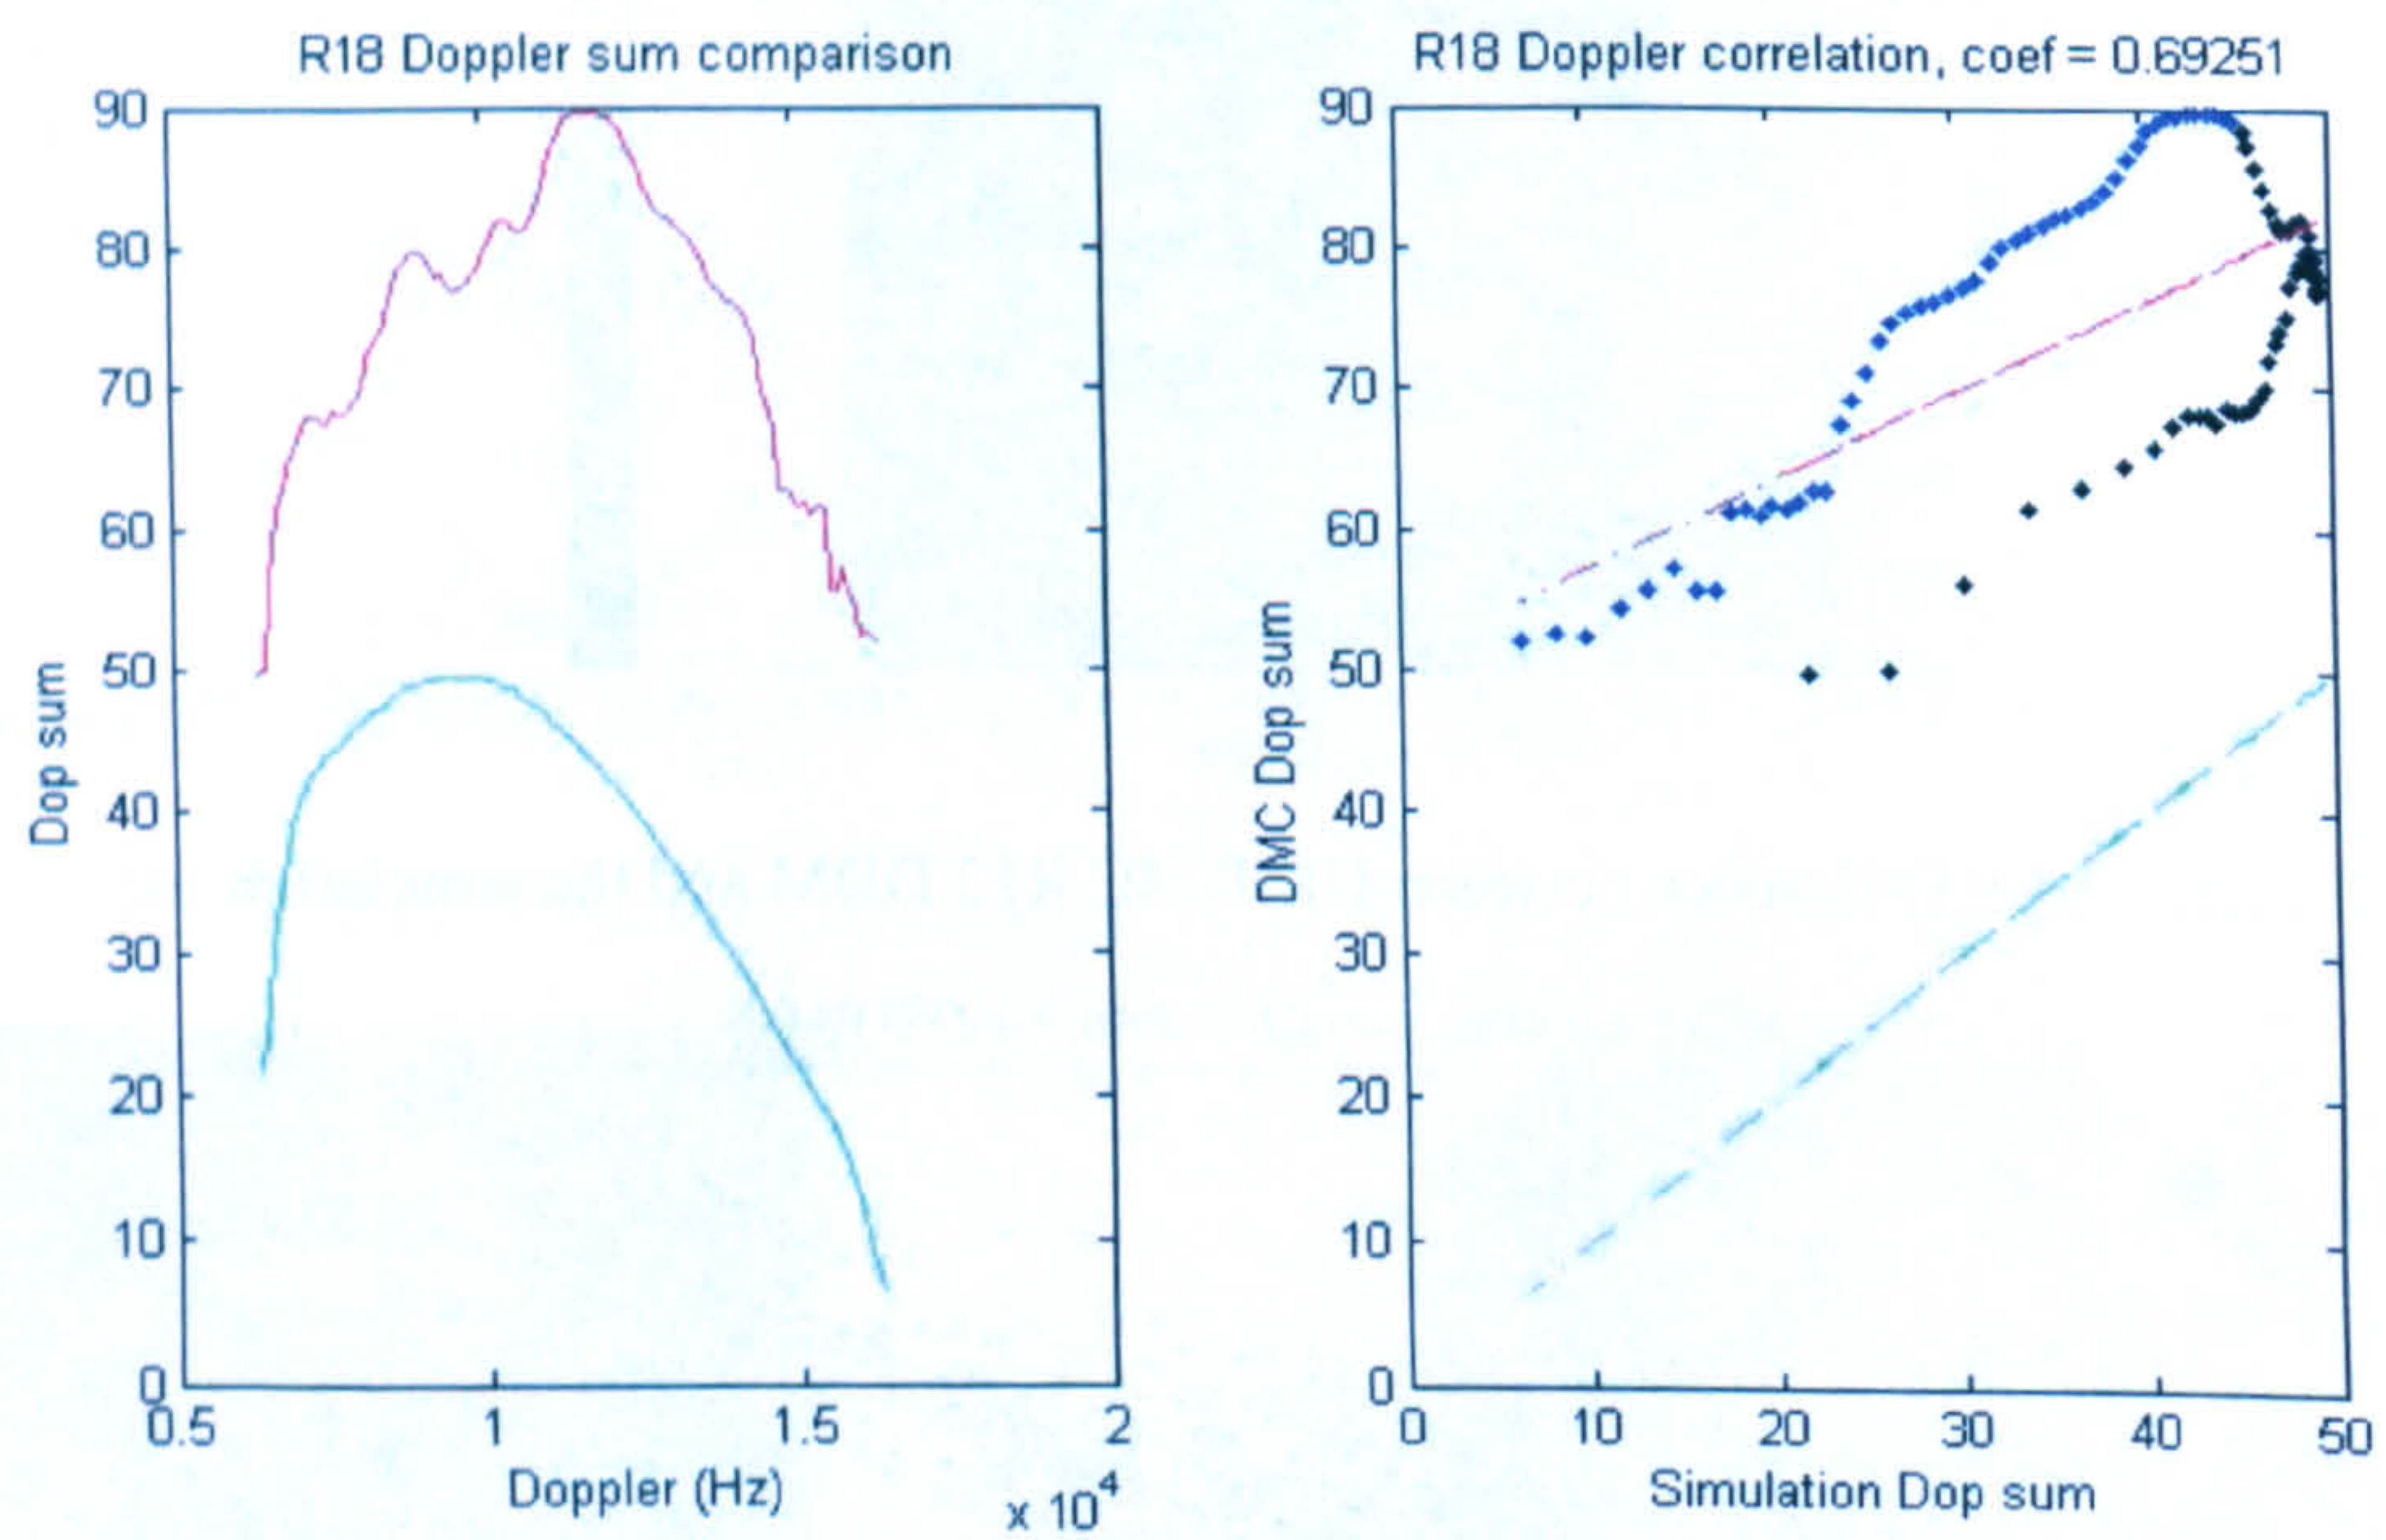 R18 Doppler sum comparison
90
80
70
60
50
40
30
20
10
0
Dop sum
0.5 1 1.5 2
Doppler (Hz)
x 10⁴
R18 Doppler correlation, coef = 0.69251
90
80
70
60
50
40
30
20
10
0
DMC Dop sum
0 10 20 30 40 50
Simulation Dop sum